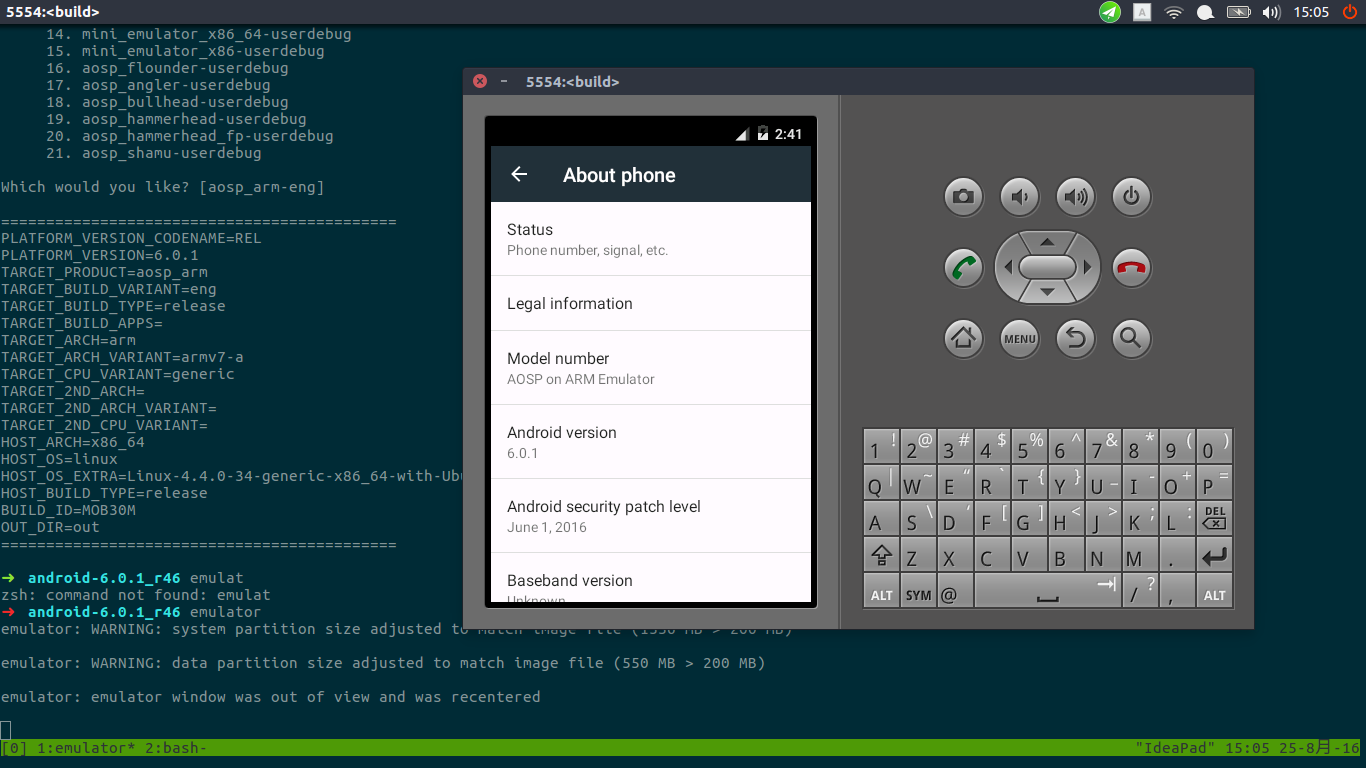 5554:<build>
A
15:05
14. mini_emulator_x86_64-userdebug
15. mini_emulator_x86-userdebug
16. aosp_flounder-userdebug
17. aosp_angler-userdebug
18. aosp_bullhead-userdebug
19. aosp_hammerhead-userdebug
20. aosp_hammerhead_fp-userdebug
21. aosp_shamu-userdebug
Which would you like? [aosp_arm-eng]
============================================
PLATFORM_VERSION_CODENAME=REL
PLATFORM_VERSION=6.0.1
TARGET_PRODUCT=aosp_arm
TARGET_BUILD_VARIANT=eng
TARGET_BUILD_TYPE=release
TARGET_BUILD_APPS=
TARGET_ARCH=arm
TARGET_ARCH_VARIANT=armv7-a
TARGET_CPU_VARIANT=generic
TARGET_2ND_ARCH=
TARGET_2ND_ARCH_VARIANT=
TARGET_2ND_CPU_VARIANT=
HOST_ARCH=x86_64
HOST_OS=linux
HOST_OS_EXTRA=Linux-4.4.0-34-generic-x86_64-with-Ubu
HOST_BUILD_TYPE=release
BUILD_ID=MOB30M
OUT_DIR=out
============================================
➜ android-6.0.1_r46 emulat
zsh: command not found: emulat
➜ android-6.0.1_r46 emulator
emulator: WARNING: system partition size adjusted to match image file (1550 MB > 200 MB)
emulator: WARNING: data partition size adjusted to match image file (550 MB > 200 MB)
emulator: emulator window was out of view and was recentered
[0] 1:emulator* 2:bash-
"IdeaPad" 15:05 25-8月-16
5554:<build>
2:41
About phone
Status
Phone number, signal, etc.
Legal information
Model number
AOSP on ARM Emulator
Android version
6.0.1
Android security patch level
June 1, 2016
Baseband version
Unknown
MENU
1 ! 2 @ 3 # 4 $ 5 % 6 ^ 7 & 8 * 9 ( 0 )
Q | W ~ E “ R ` T { Y } U _ I - O + P =
A S \ D ‘ F [ G ] H < J > K ; L : DEL
Z X C V B N M .
ALT SYM @ / ? , ALT